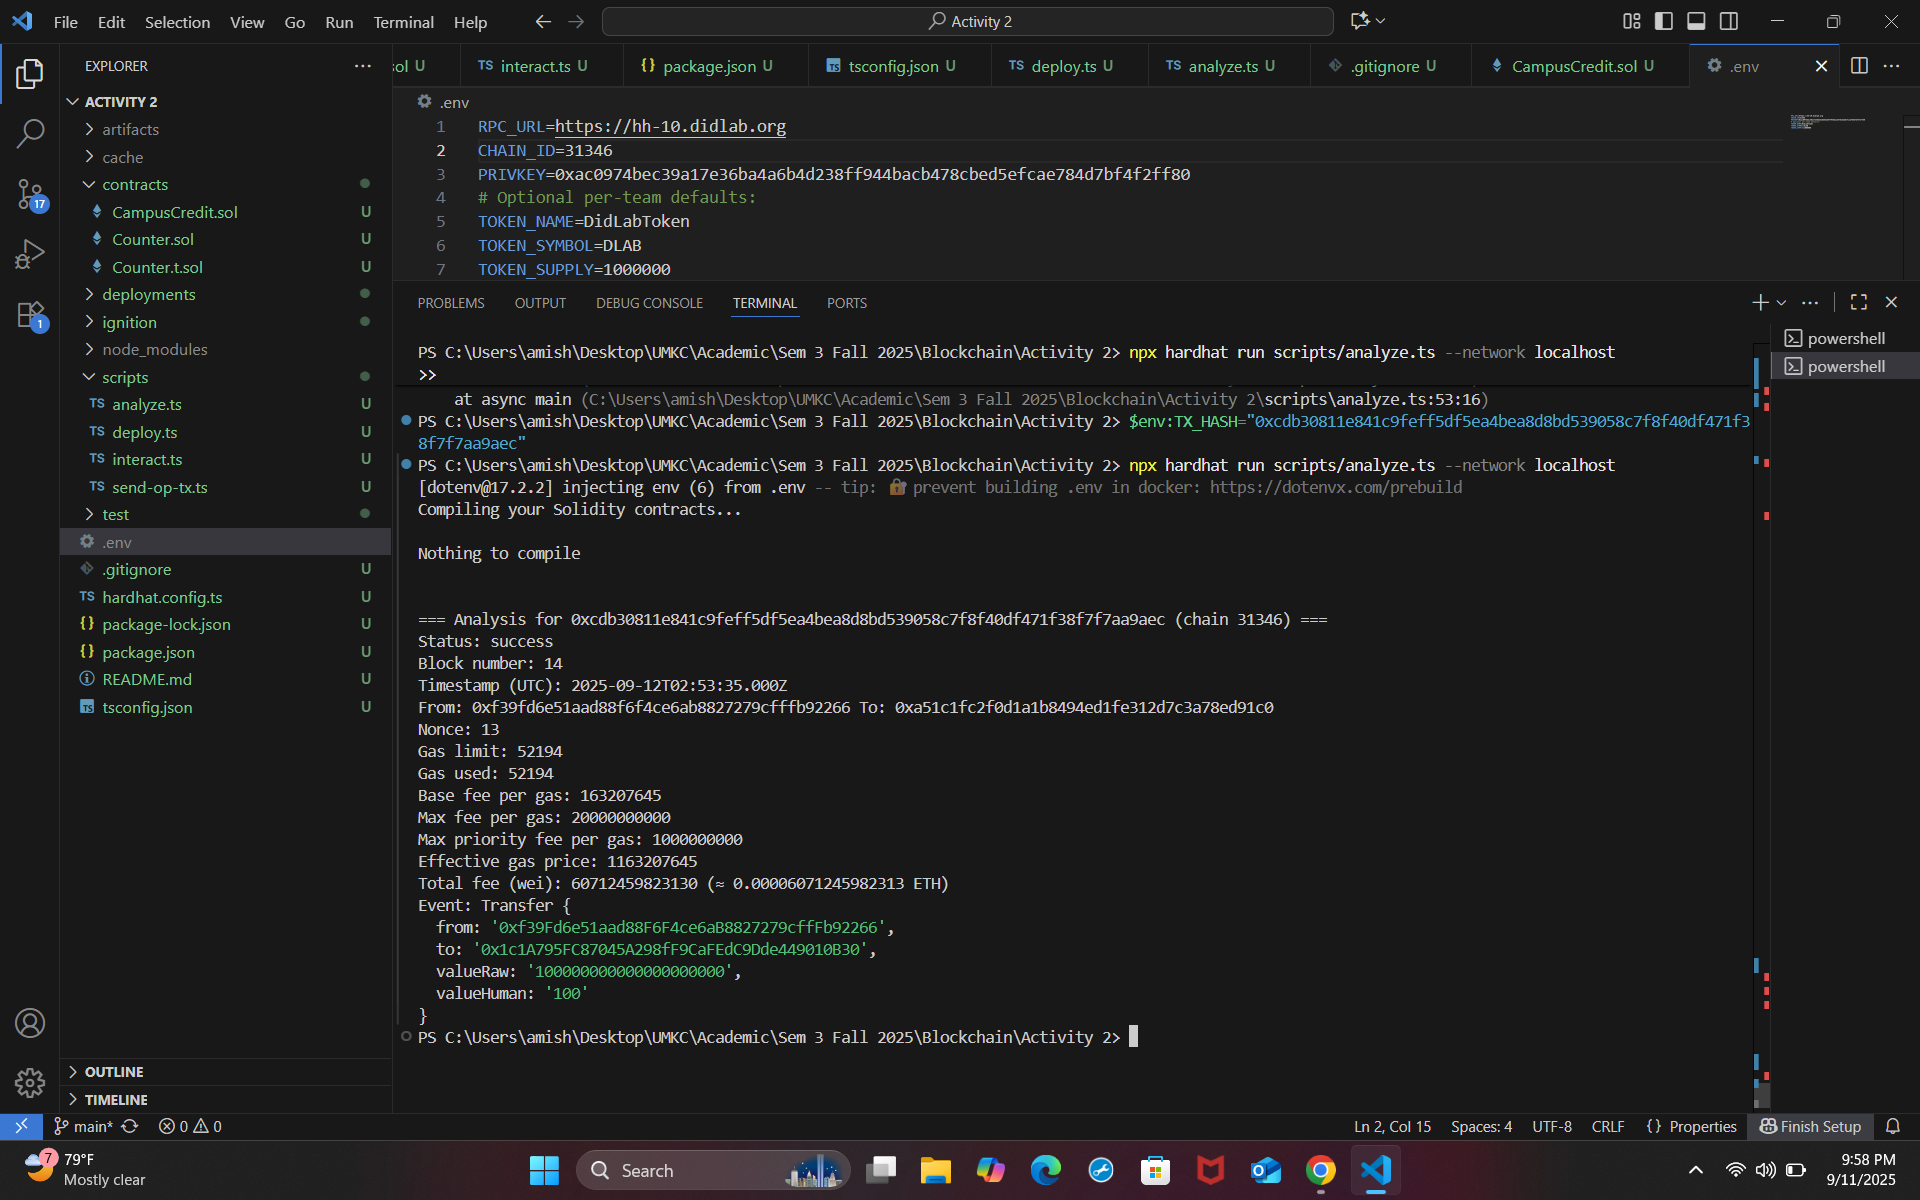 File Edit Selection View Go Run Terminal Help
Activity 2
EXPLORER
ACTIVITY 2
artifacts
cache
contracts
CampusCredit.sol U
Counter.sol U
Counter.t.sol U
deployments
ignition
node_modules
scripts
TS analyze.ts U
TS deploy.ts U
TS interact.ts U
TS send-op-tx.ts U
test
.env
.gitignore U
TS hardhat.config.ts U
{} package-lock.json U
{} package.json U
README.md U
TS tsconfig.json U
OUTLINE
TIMELINE
17
1
sol U TS interact.ts U {} package.json U TS tsconfig.json U TS deploy.ts U TS analyze.ts U .gitignore U CampusCredit.sol U .env
.env
1 RPC_URL=https://hh-10.didlab.org
2 CHAIN_ID=31346
3 PRIVKEY=0xac0974bec39a17e36ba4a6b4d238ff944bacb478cbed5efcae784d7bf4f2ff80
4 # Optional per-team defaults:
5 TOKEN_NAME=DidLabToken
6 TOKEN_SYMBOL=DLAB
7 TOKEN_SUPPLY=1000000
PROBLEMS OUTPUT DEBUG CONSOLE TERMINAL PORTS
powershell
powershell
PS C:\Users\amish\Desktop\UMKC\Academic\Sem 3 Fall 2025\Blockchain\Activity 2> npx hardhat run scripts/analyze.ts --network localhost
>>
at async main (C:\Users\amish\Desktop\UMKC\Academic\Sem 3 Fall 2025\Blockchain\Activity 2\scripts\analyze.ts:53:16)
PS C:\Users\amish\Desktop\UMKC\Academic\Sem 3 Fall 2025\Blockchain\Activity 2> $env:TX_HASH="0xcdb30811e841c9feff5df5ea4bea8d8bd539058c7f8f40df471f3
8f7f7aa9aec"
PS C:\Users\amish\Desktop\UMKC\Academic\Sem 3 Fall 2025\Blockchain\Activity 2> npx hardhat run scripts/analyze.ts --network localhost
[dotenv@17.2.2] injecting env (6) from .env -- tip: 🔐 prevent building .env in docker: https://dotenvx.com/prebuild
Compiling your Solidity contracts...
Nothing to compile
=== Analysis for 0xcdb30811e841c9feff5df5ea4bea8d8bd539058c7f8f40df471f38f7f7aa9aec (chain 31346) ===
Status: success
Block number: 14
Timestamp (UTC): 2025-09-12T02:53:35.000Z
From: 0xf39fd6e51aad88f6f4ce6ab8827279cfffb92266 To: 0xa51c1fc2f0d1a1b8494ed1fe312d7c3a78ed91c0
Nonce: 13
Gas limit: 52194
Gas used: 52194
Base fee per gas: 163207645
Max fee per gas: 20000000000
Max priority fee per gas: 1000000000
Effective gas price: 1163207645
Total fee (wei): 60712459823130 (≈ 0.00006071245982313 ETH)
Event: Transfer {
from: '0xf39Fd6e51aad88F6F4ce6aB8827279cffFb92266',
to: '0x1c1A795FC87045A298fF9CaFEdC9Dde449010B30',
valueRaw: '100000000000000000000',
valueHuman: '100'
}
PS C:\Users\amish\Desktop\UMKC\Academic\Sem 3 Fall 2025\Blockchain\Activity 2>
main* 0 0 Ln 2, Col 15 Spaces: 4 UTF-8 CRLF {} Properties Finish Setup
7 79°F
Mostly clear
Search
9:58 PM
9/11/2025